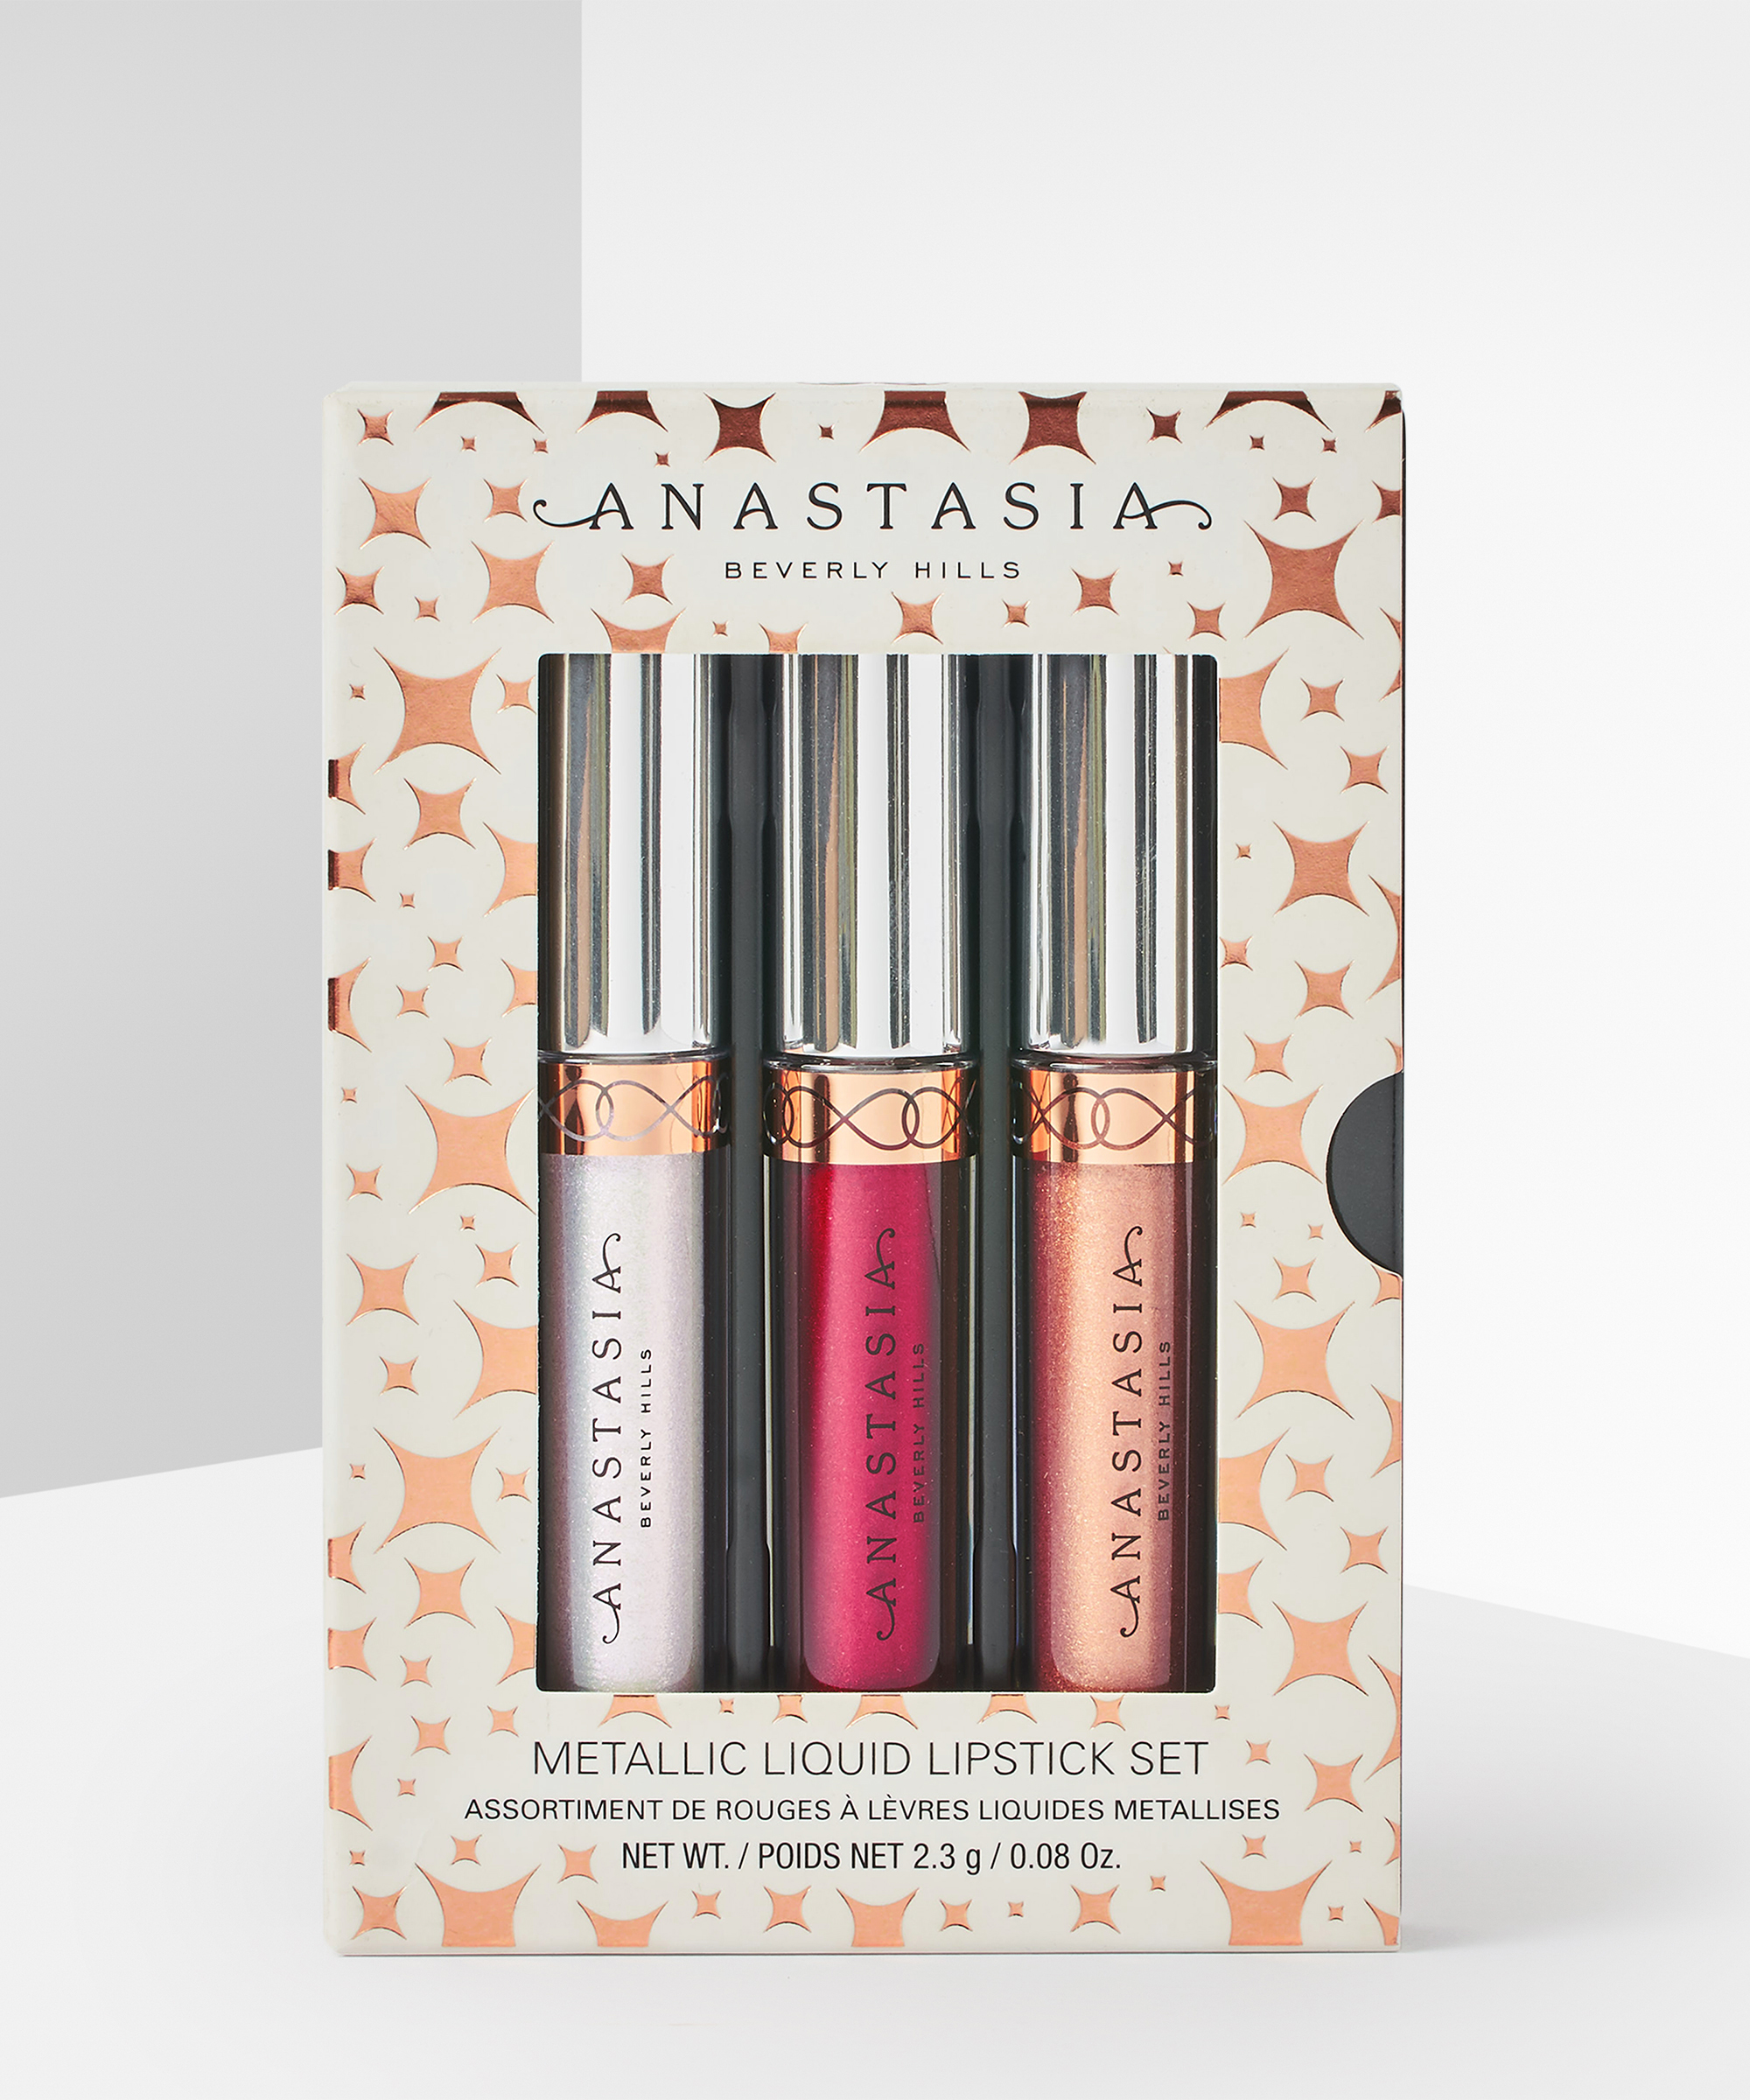 ANASTASIA
BEVERLY HILLS
ANASTASIA
BEVERLY HILLS
ANASTASIA
BEVERLY HILLS
ANASTASIA
BEVERLY HILLS
METALLIC LIQUID LIPSTICK SET
ASSORTIMENT DE ROUGES À LÈVRES LIQUIDES METALLISES
NET WT. / POIDS NET 2.3 g / 0.08 Oz.